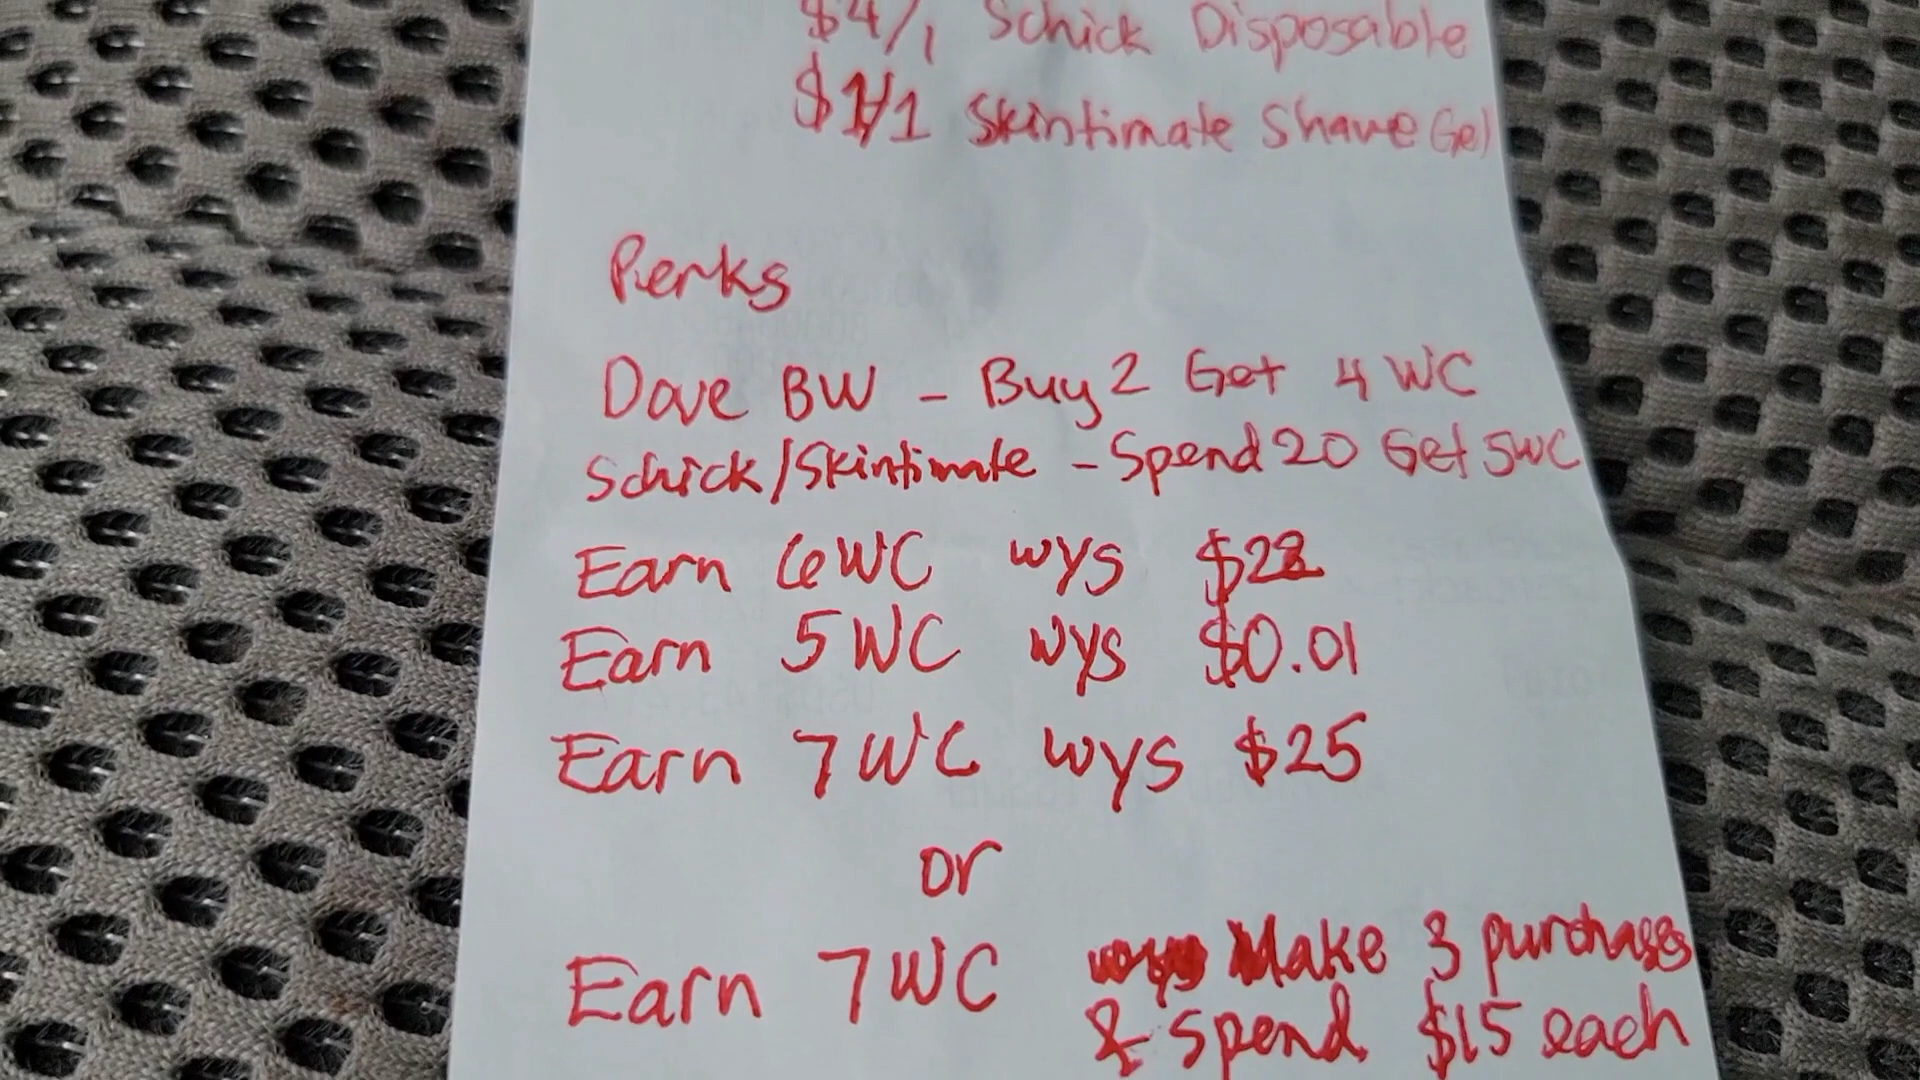 $4/1 Schick Disposable
$1/1 Skintimate Shave Gel
Perks
Dove BW - Buy 2 Get 4 WC
Schick/Skintimate - Spend 20 Get 5WC
Earn 6WC wys $22
Earn 5WC wys $0.01
Earn 7WC wys $25
or
Earn 7WC Make 3 purchases
& Spend $15 each